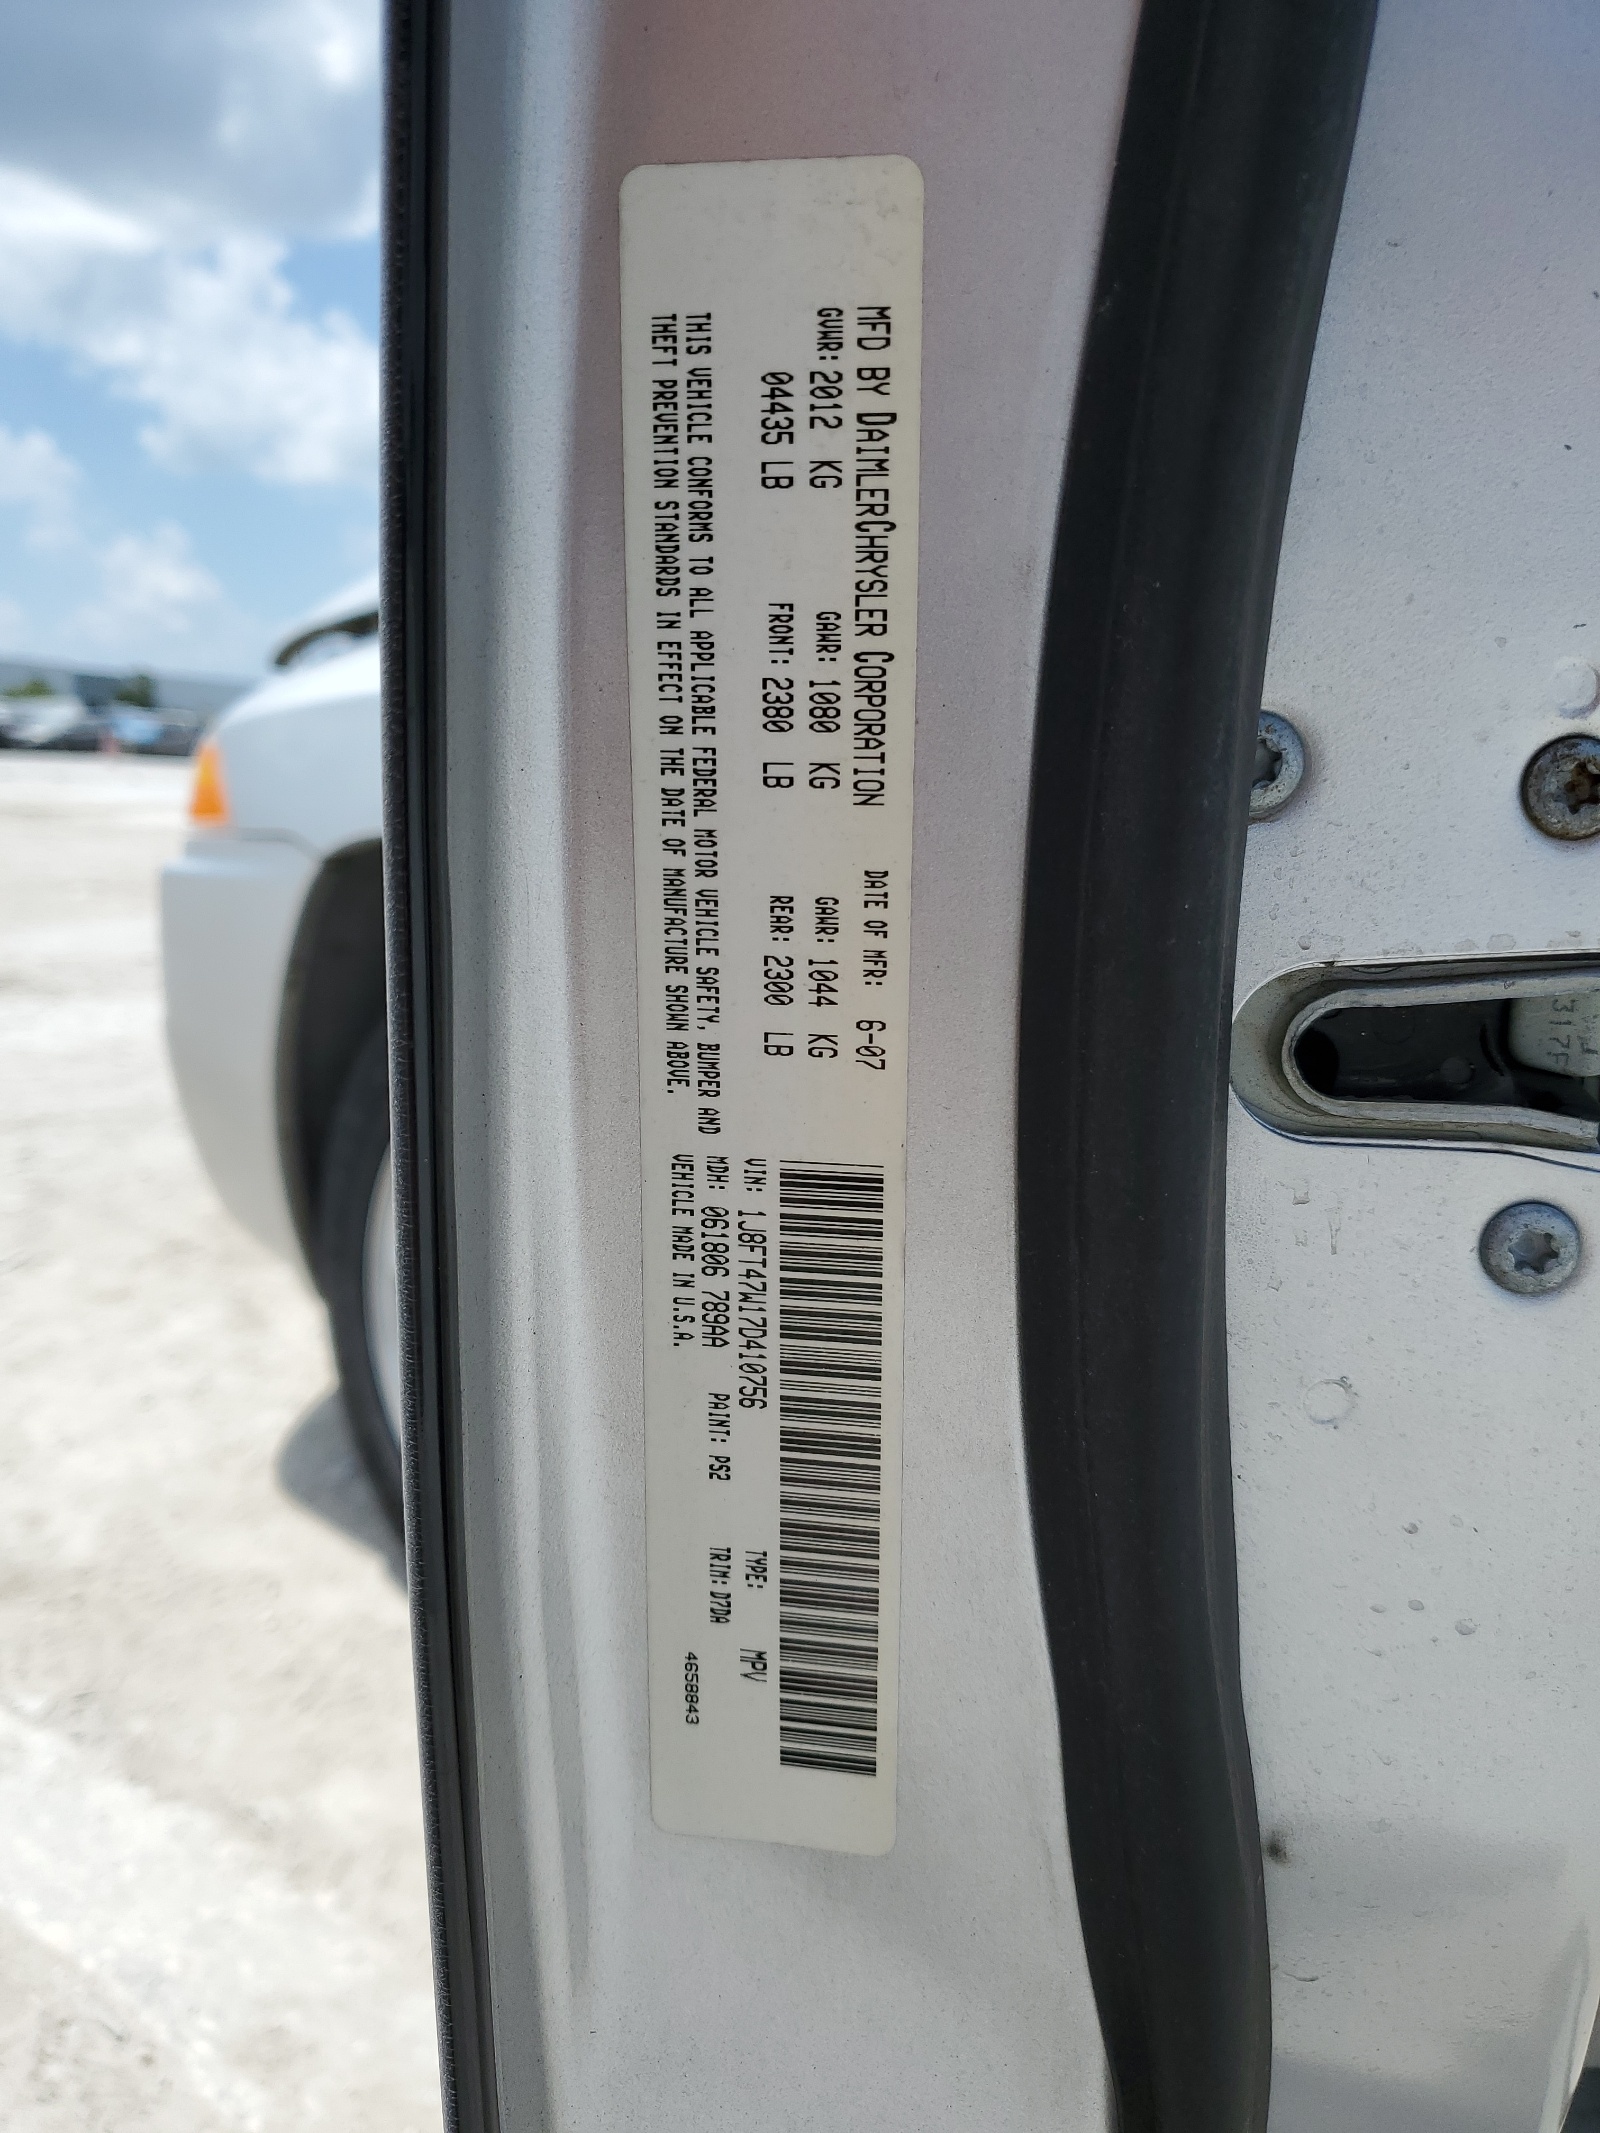 MFD BY DAIMLERCHRYSLER CORPORATION DATE OF MFR: 6-07
GVWR: 2012 KG GAWR: 1080 KG GAWR: 1044 KG
04435 LB FRONT: 2380 LB REAR: 2300 LB
THIS VEHICLE CONFORMS TO ALL APPLICABLE FEDERAL MOTOR VEHICLE SAFETY, BUMPER AND
THEFT PREVENTION STANDARDS IN EFFECT ON THE DATE OF MANUFACTURE SHOWN ABOVE.
VIN: 1J8FT47W17D410756 TYPE: MPV
MDH: 061806 789AA PAINT: PS2 TRIM: D7DA
VEHICLE MADE IN U.S.A. 4658843
317F